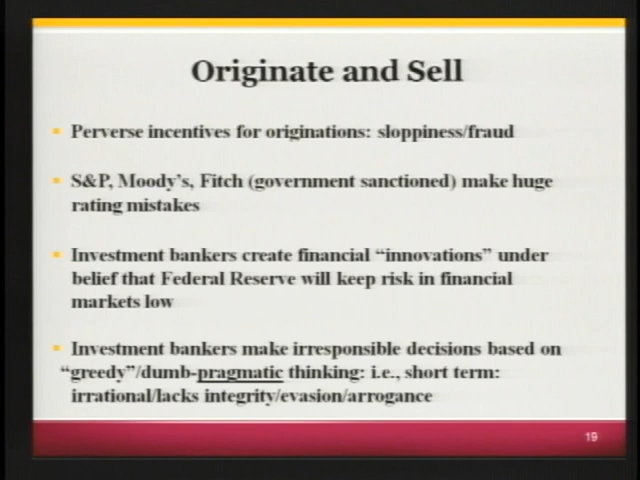 Originate and Sell
Perverse incentives for originations: sloppiness/fraud
S&P, Moody's, Fitch (government sanctioned) make huge
rating mistakes
Investment bankers create financial “innovations” under
belief that Federal Reserve will keep risk in financial
markets low
Investment bankers make irresponsible decisions based on
“greedy”/dumb-pragmatic thinking: i.e., short term:
irrational/lacks integrity/evasion/arrogance
19